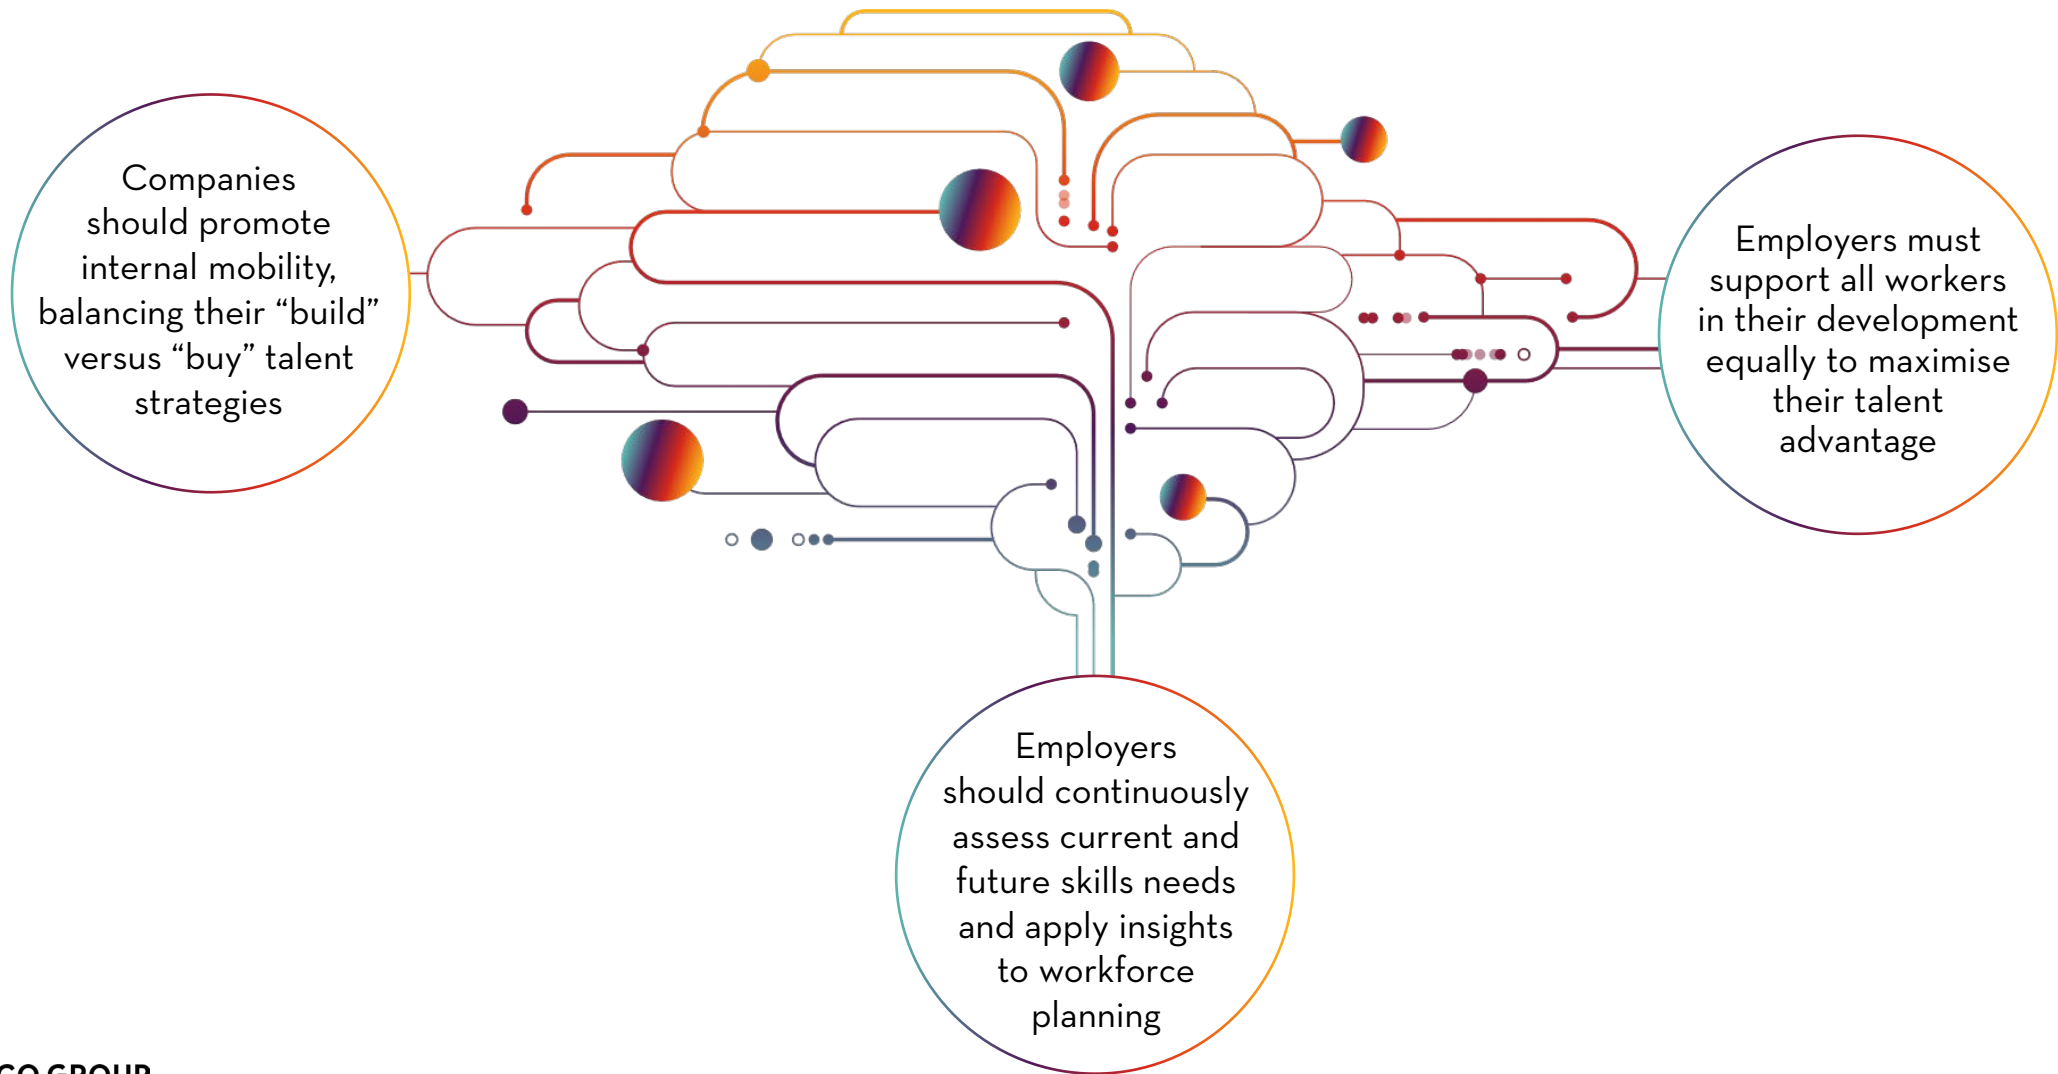 Companies
should promote
internal mobility,
balancing their “build”
versus “buy” talent
strategies
Employers must
support all workers
in their development
equally to maximise
their talent
advantage
Employers
should continuously
assess current and
future skills needs
and apply insights
to workforce
planning
GROUP